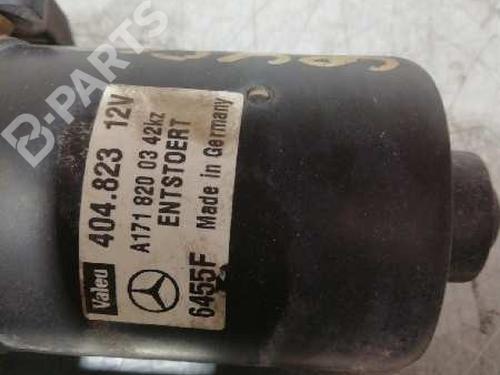 B-PARTS
Valeo 404.823 12V
A171 820 03 42kz
ENTSTOERT
6455F Made in Germany